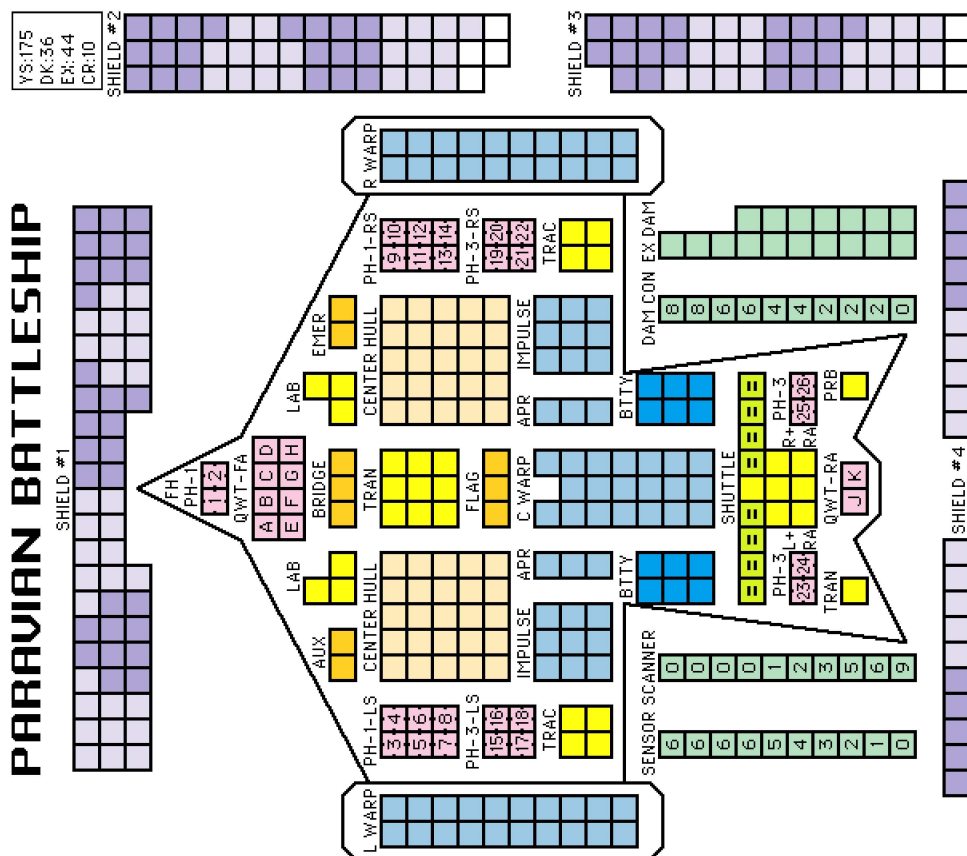 PARAVIAN BATTLESHIP
YS:175
DK:36
EX:44
CR:10
SHIELD #1
SHIELD #2
SHIELD #3
SHIELD #4
FH
PH-1
1-2
QWT-FA
A B C D
E F G H
AUX
LAB
BRIDGE
LAB
EMER
L WARP
PH-1-LS
3-4
5-6
7-8
CENTER HULL
TRAN
CENTER HULL
PH-1-RS
9-10
11-12
13-14
R WARP
PH-3-LS
15-16
17-18
FLAG
PH-3-RS
19-20
21-22
TRAC
IMPULSE
APR
C WARP
APR
IMPULSE
TRAC
BTTY
BTTY
SHUTTLE
= = = = = = = = =
PH-3
23-24
L+
RA
R+
RA
PH-3
25-26
TRAN
QWT-RA
J K
PRB
SENSOR
6
6
6
6
5
4
3
2
1
0
SCANNER
0
0
0
0
1
2
3
5
6
9
DAM CON
8
8
6
6
4
4
2
2
2
0
EX DAM